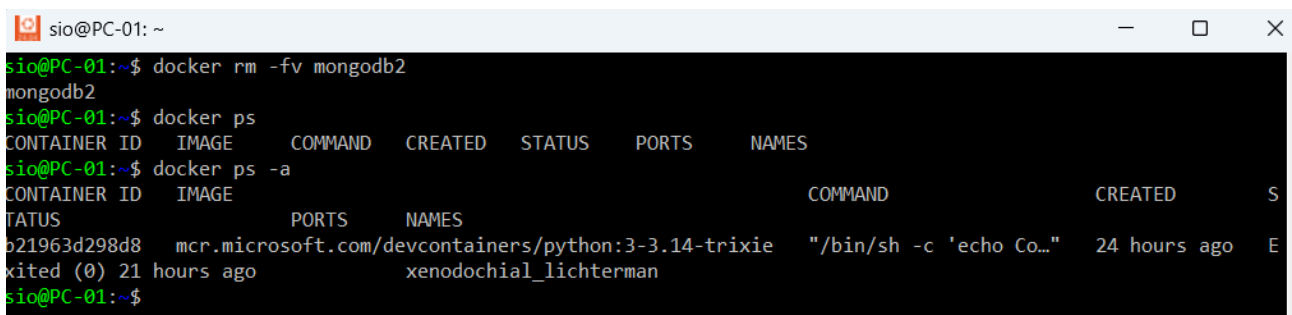 sio@PC-01: ~
sio@PC-01:~$ docker rm -fv mongodb2
mongodb2
sio@PC-01:~$ docker ps
CONTAINER ID   IMAGE     COMMAND   CREATED   STATUS    PORTS     NAMES
sio@PC-01:~$ docker ps -a
CONTAINER ID   IMAGE                                             COMMAND                  CREATED        S
TATUS                    PORTS     NAMES
b21963d298d8   mcr.microsoft.com/devcontainers/python:3-3.14-trixie   "/bin/sh -c 'echo Co…"   24 hours ago   E
xited (0) 21 hours ago             xenodochial_lichterman
sio@PC-01:~$